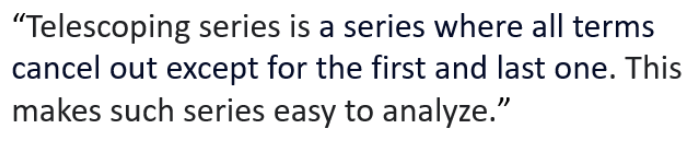 “Telescoping series is a series where all terms
cancel out except for the first and last one. This
makes such series easy to analyze.”